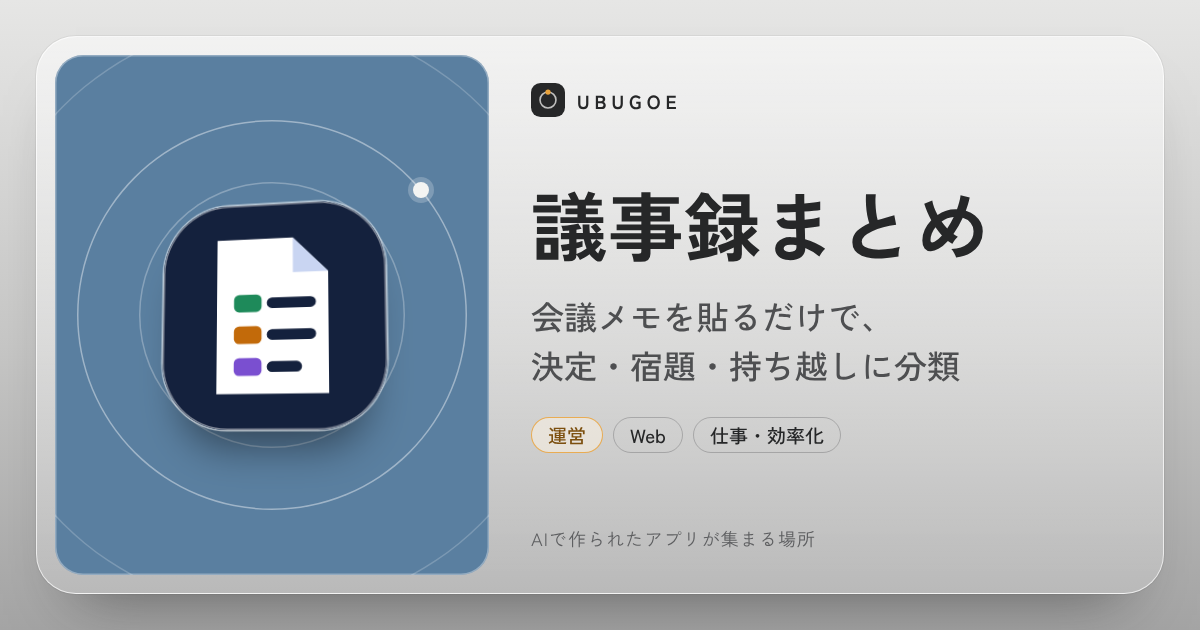 UBUGOE
議事録まとめ
会議メモを貼るだけで、
決定・宿題・持ち越しに分類
運営 Web 仕事・効率化
AIで作られたアプリが集まる場所